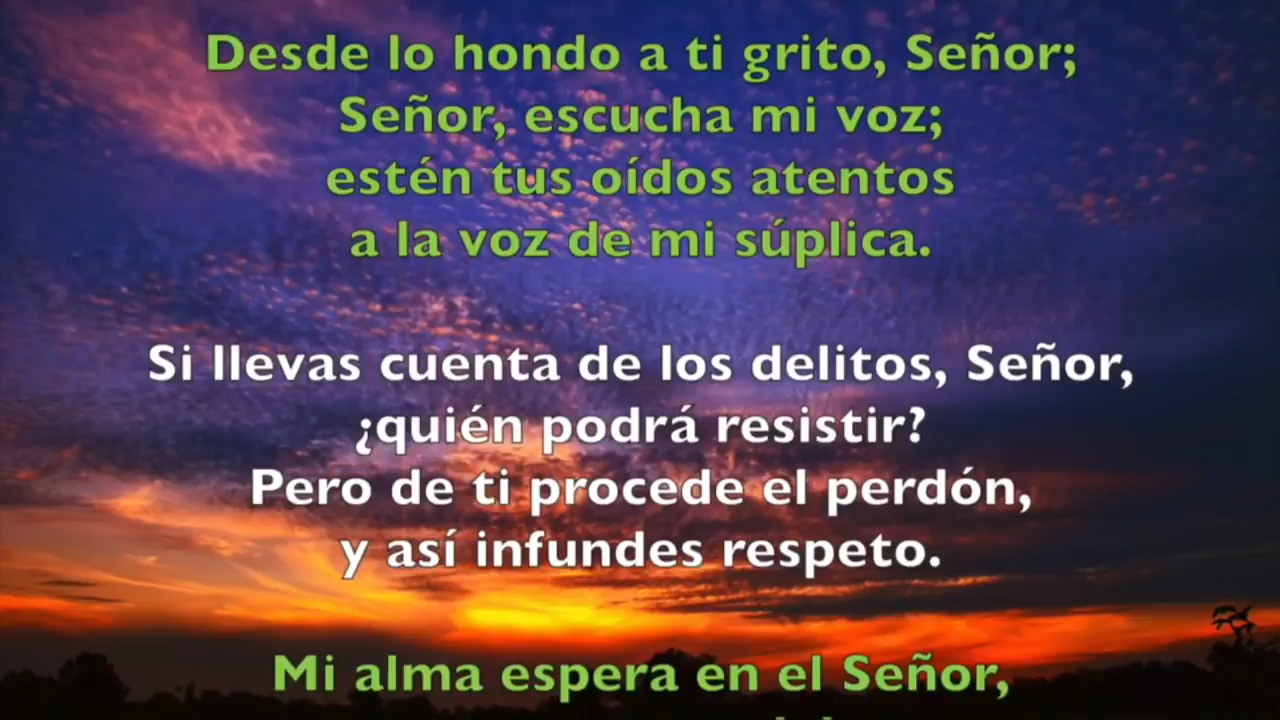 Desde lo hondo a ti grito, Señor;
Señor, escucha mi voz;
estén tus oídos atentos
a la voz de mi súplica.
Si llevas cuenta de los delitos, Señor,
¿quién podrá resistir?
Pero de ti procede el perdón,
y así infundes respeto.
Mi alma espera en el Señor,